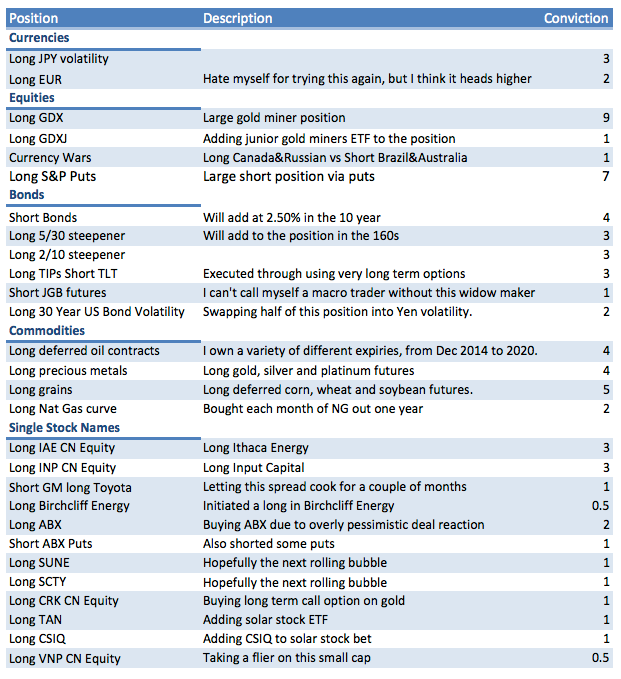 Position Description Conviction
Currencies
Long JPY volatility 3
Long EUR Hate myself for trying this again, but I think it heads higher 2
Equities
Long GDX Large gold miner position 9
Long GDXJ Adding junior gold miners ETF to the position 1
Currency Wars Long Canada&Russian vs Short Brazil&Australia 1
Long S&P Puts Large short position via puts 7
Bonds
Short Bonds Will add at 2.50% in the 10 year 4
Long 5/30 steepener Will add to the position in the 160s 3
Long 2/10 steepener 3
Long TIPs Short TLT Executed through using very long term options 3
Short JGB futures I can't call myself a macro trader without this widow maker 1
Long 30 Year US Bond Volatility Swapping half of this position into Yen volatility. 2
Commodities
Long deferred oil contracts I own a variety of different expiries, from Dec 2014 to 2020. 4
Long precious metals Long gold, silver and platinum futures 4
Long grains Long deferred corn, wheat and soybean futures. 5
Long Nat Gas curve Bought each month of NG out one year 2
Single Stock Names
Long IAE CN Equity Long Ithaca Energy 3
Long INP CN Equity Long Input Capital 3
Short GM long Toyota Letting this spread cook for a couple of months 1
Long Birchcliff Energy Initiated a long in Birchcliff Energy 0.5
Long ABX Buying ABX due to overly pessimistic deal reaction 2
Short ABX Puts Also shorted some puts 1
Long SUNE Hopefully the next rolling bubble 1
Long SCTY Hopefully the next rolling bubble 1
Long CRK CN Equity Buying long term call option on gold 1
Long TAN Adding solar stock ETF 1
Long CSIQ Adding CSIQ to solar stock bet 1
Long VNP CN Equity Taking a flier on this small cap 0.5